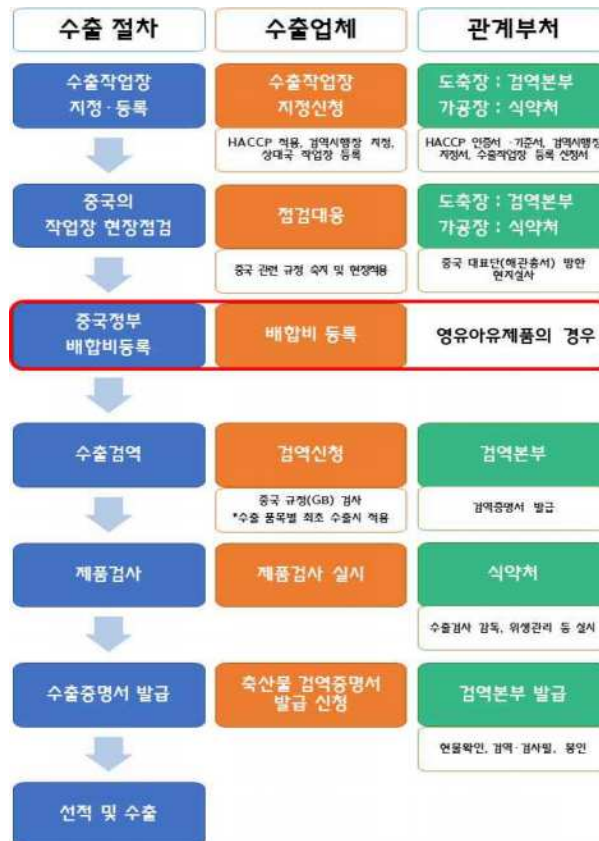 수출 절차
수출업체
관계부처
수출작업장
지정·등록
수출작업장
지정신청
도축장 : 검역본부
가공장 : 식약처
HACCP 적용, 검역시행장 지정,
상대국 작업장 등록
HACCP 인증서·기준서, 검역시행장
지정서, 수출작업장 등록 신청서
중국의
작업장 현장점검
점검대응
도축장 : 검역본부
가공장 : 식약처
중국 관련 규정 숙지 및 현장적용
중국 대표단(해관총서) 방한
현지실사
중국정부
배합비등록
배합비 등록
영유아유제품의 경우
수출검역
검역신청
검역본부
중국 규정(GB) 검사
*수출 품목별 최초 수출시 적용
검역증명서 발급
제품검사
제품검사 실시
식약처
수출검사 감독, 위생관리 등 실시
수출증명서 발급
축산물 검역증명서
발급 신청
검역본부 발급
현물확인, 검역·검사필, 봉인
선적 및 수출